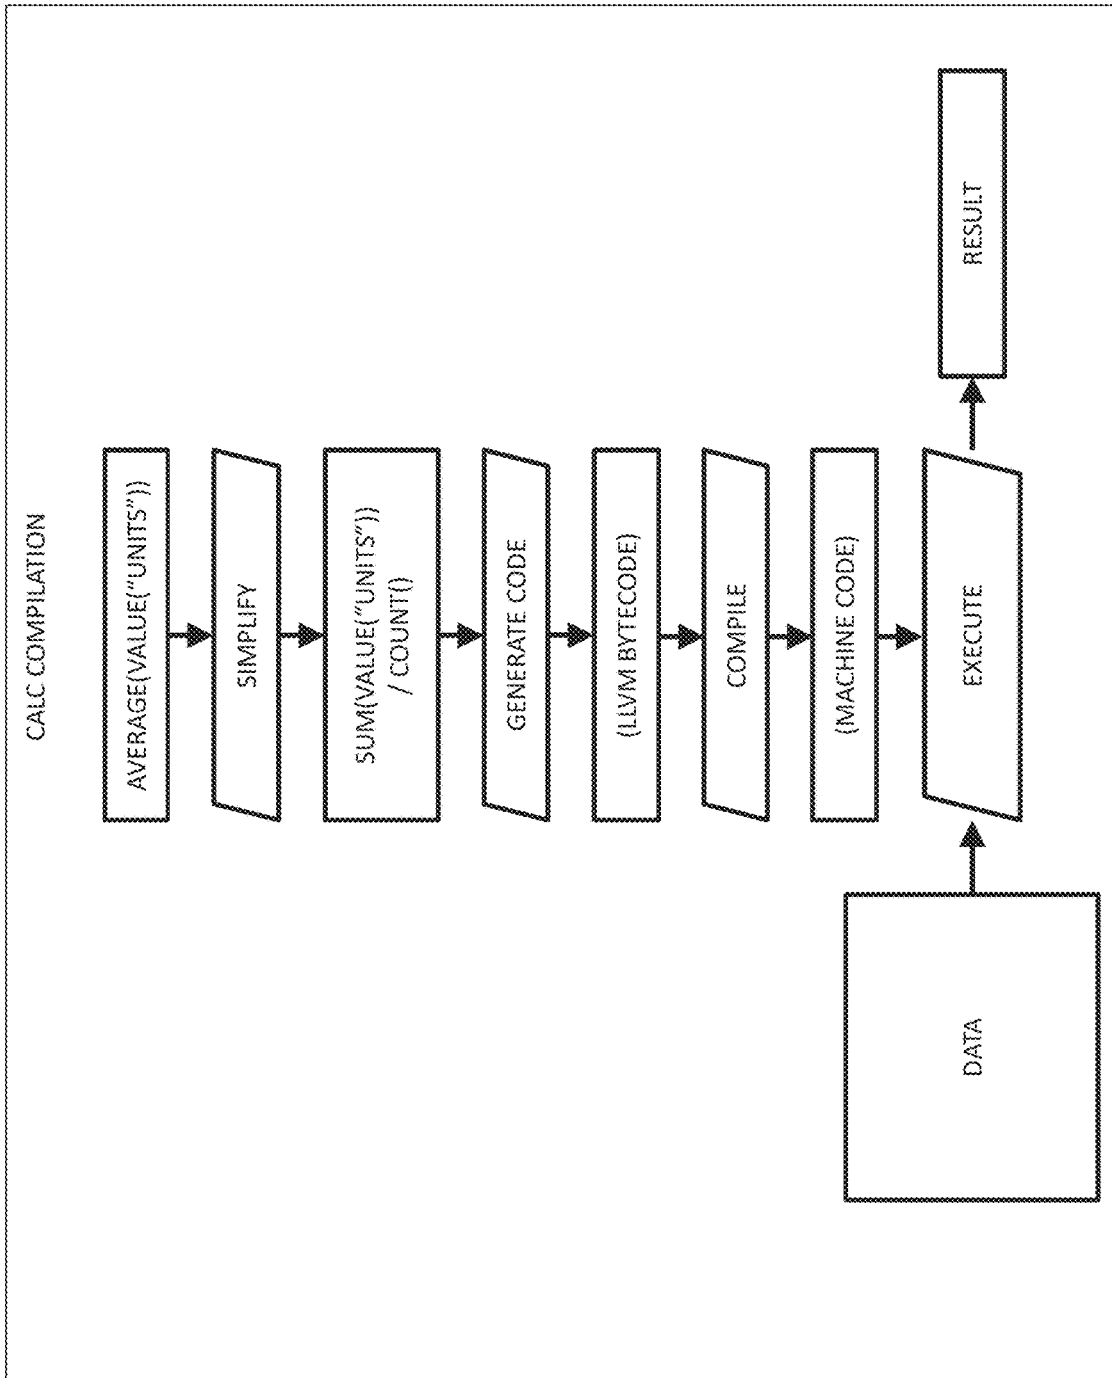 CALC COMPILATION
AVERAGE(VALUE("UNITS"))
SIMPLIFY
SUM(VALUE("UNITS"))
/ COUNT()
GENERATE CODE
(LLVM BYTECODE)
COMPILE
(MACHINE CODE)
DATA
EXECUTE
RESULT